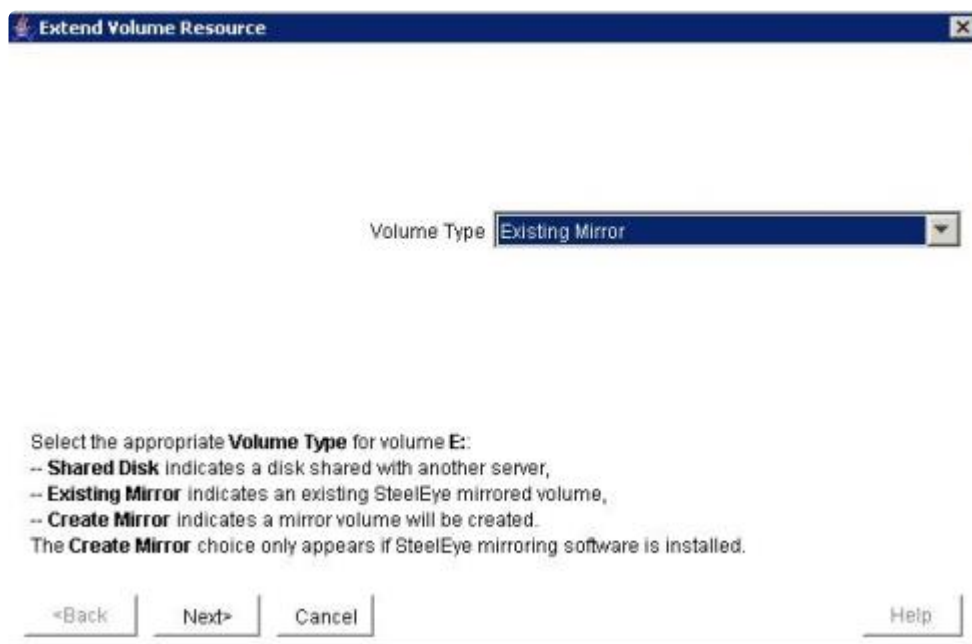 Extend Volume Resource
Volume Type Existing Mirror
Select the appropriate Volume Type for volume E:
-- Shared Disk indicates a disk shared with another server,
-- Existing Mirror indicates an existing SteelEye mirrored volume,
-- Create Mirror indicates a mirror volume will be created.
The Create Mirror choice only appears if SteelEye mirroring software is installed.
<Back Next> Cancel Help